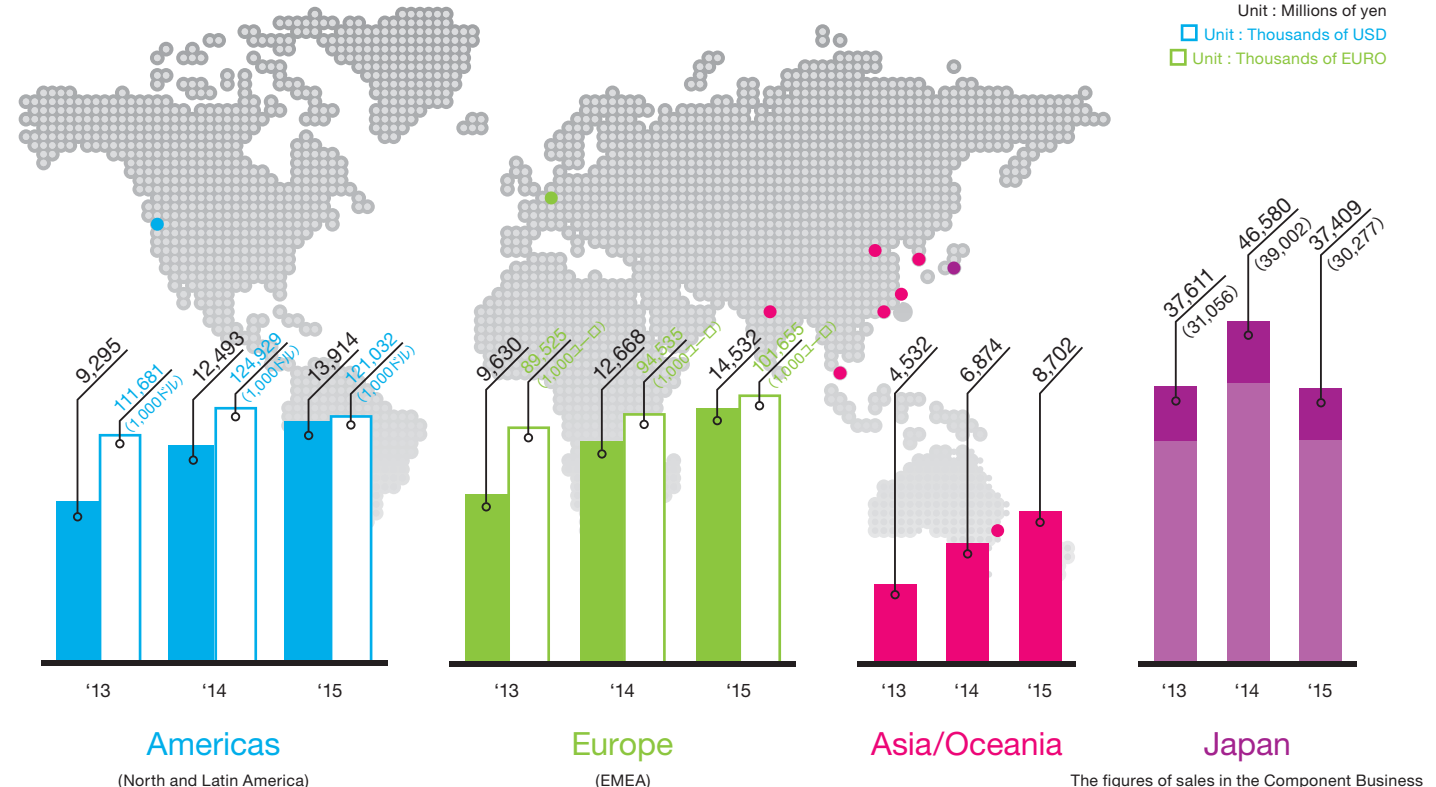 Unit : Millions of yen
Unit : Thousands of USD
Unit : Thousands of EURO
9,295
111,681
(1,000ドル)
12,493
124,929
(1,000ドル)
13,914
121,032
(1,000ドル)
‘13
‘14
‘15
Americas
(North and Latin America)
9,630
89,525
(1,000ユーロ)
12,668
94,535
(1,000ユーロ)
14,532
101,655
(1,000ユーロ)
‘13
‘14
‘15
Europe
(EMEA)
4,532
6,874
8,702
‘13
‘14
‘15
Asia/Oceania
37,611
(31,056)
46,580
(39,002)
37,409
(30,277)
‘13
‘14
‘15
Japan
The figures of sales in the Component Business